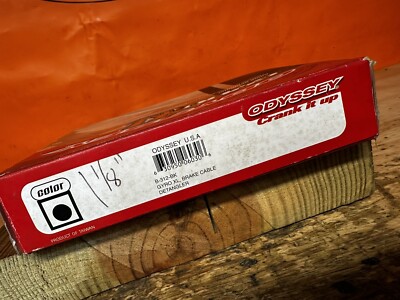 ODYSSEY
Crank it up
ODYSSEY U.S.A.
B-312-BK
GYRO XL, BRAKE CABLE
DETANGLER
1 1/8"
color
PRODUCT OF TAIWAN